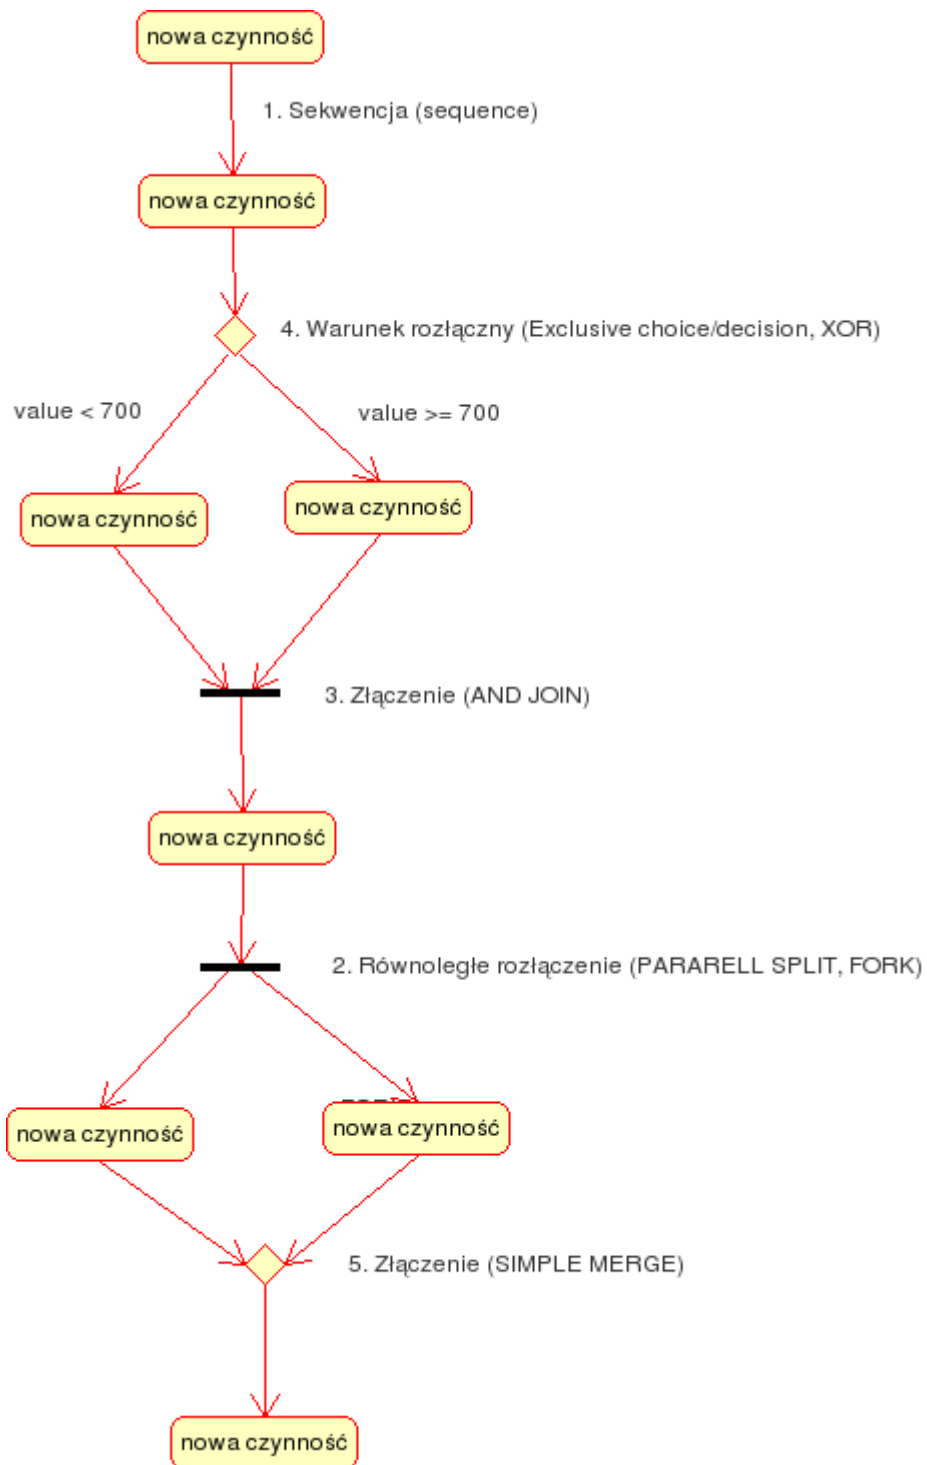 nowa czynność
1. Sekwencja (sequence)
nowa czynność
4. Warunek rozłączny (Exclusive choice/decision, XOR)
value < 700
value >= 700
nowa czynność
nowa czynność
3. Złączenie (AND JOIN)
nowa czynność
2. Równoległe rozłączenie (PARARELL SPLIT, FORK)
nowa czynność
nowa czynność
5. Złączenie (SIMPLE MERGE)
nowa czynność